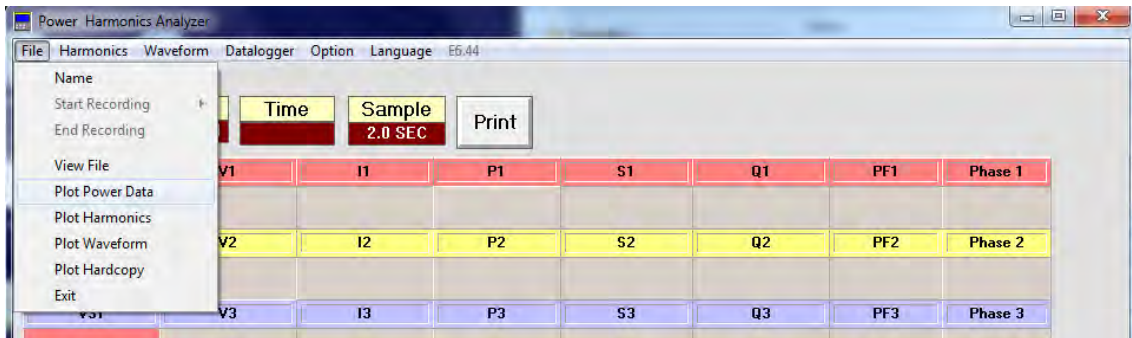 Power Harmonics Analyzer
File Harmonics Waveform Datalogger Option Language E6.44
Name
Start Recording
End Recording
View File
Plot Power Data
Plot Harmonics
Plot Waveform
Plot Hardcopy
Exit
Time Sample Print
2.0 SEC
V1 I1 P1 S1 Q1 PF1 Phase 1
V2 I2 P2 S2 Q2 PF2 Phase 2
V3 I3 P3 S3 Q3 PF3 Phase 3